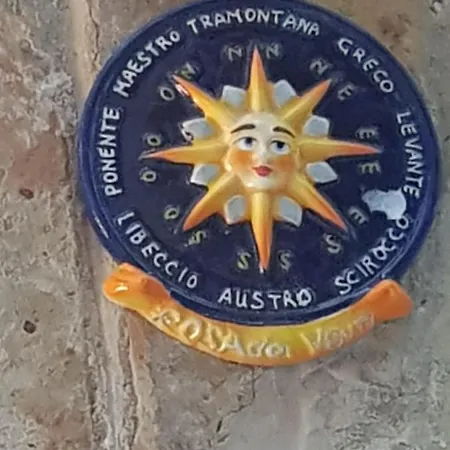 TRAMONTANA
GRECO
LEVANTE
SCIROCCO
AUSTRO
LIBECCIO
PONENTE
MAESTRO
N
N
N
N
E
E
E
E
E
S
S
S
S
O
O
O
O
N
O
ROSA dei VENTI